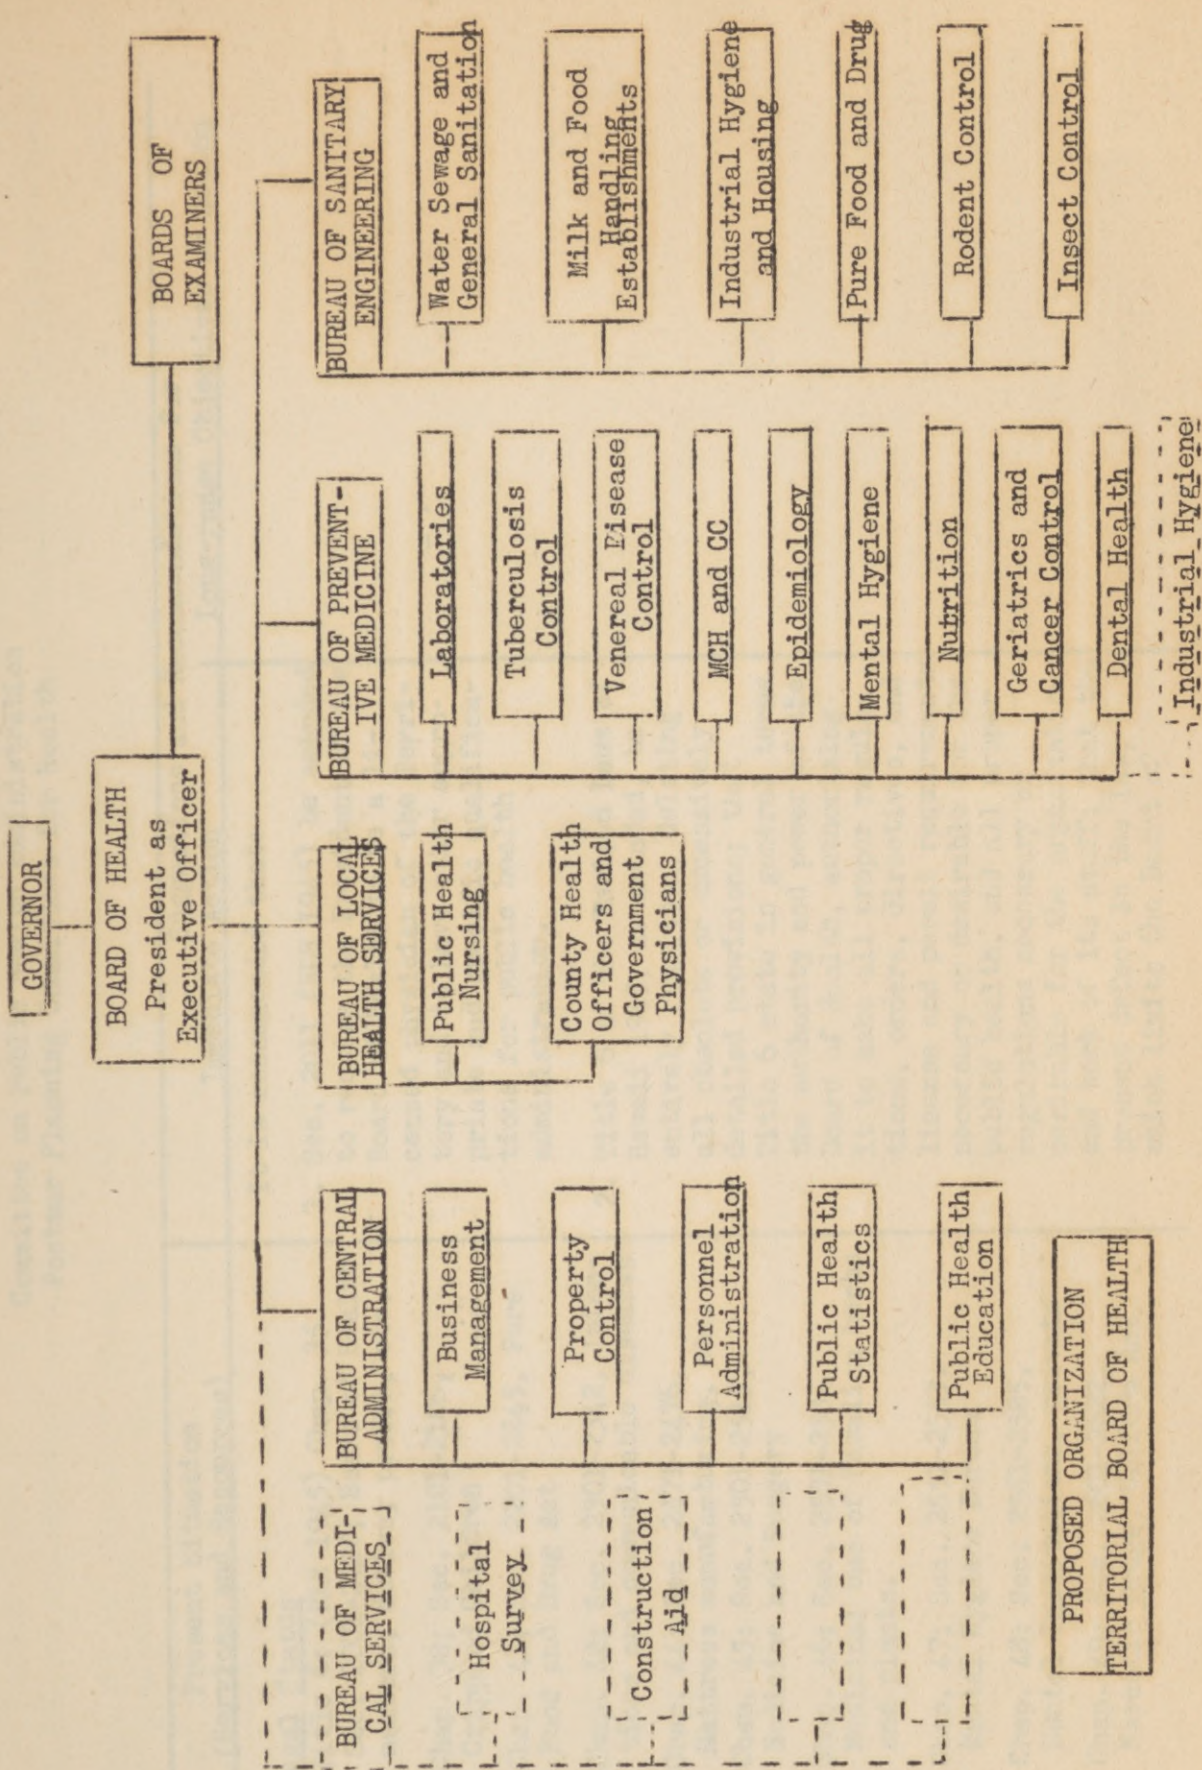 GOVERNOR
BOARD OF HEALTH
President as
Executive Officer
BOARDS OF
EXAMINERS
BUREAU OF MEDI-
CAL SERVICES
Hospital
Survey
Construction
Aid
BUREAU OF CENTRAL
ADMINISTRATION
Business
Management
Property
Control
Personnel
Administration
Public Health
Statistics
Public Health
Education
BUREAU OF LOCAL
HEALTH SERVICES
Public Health
Nursing
County Health
Officers and
Government
Physicians
BUREAU OF PREVENT-
IVE MEDICINE
Laboratories
Tuberculosis
Control
Venereal Disease
Control
MCH and CC
Epidemiology
Mental Hygiene
Nutrition
Geriatrics and
Cancer Control
Dental Health
Industrial Hygiene
BUREAU OF SANITARY
ENGINEERING
Water Sewage and
General Sanitation
Milk and Food
Handling
Establishments
Industrial Hygiene
and Housing
Pure Food and Drug
Rodent Control
Insect Control
PROPOSED ORGANIZATION
TERRITORIAL BOARD OF HEALTH